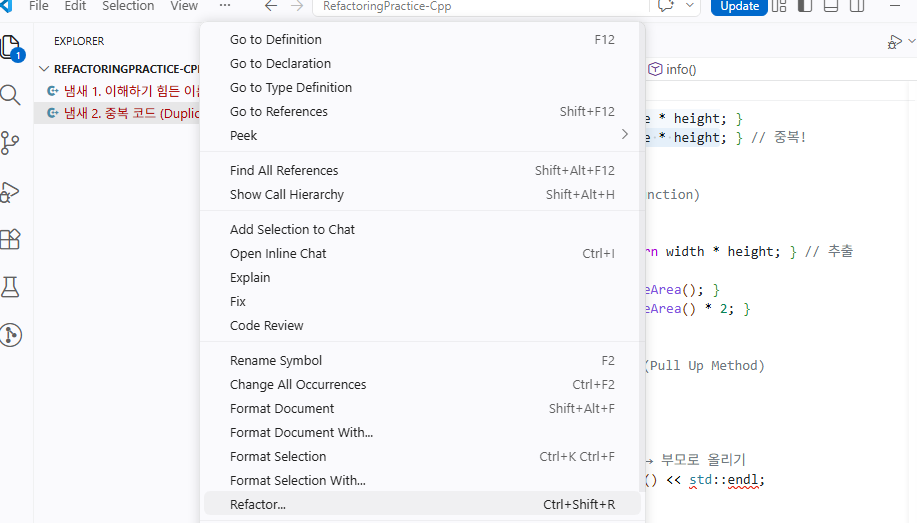 File Edit Selection View ··· RefactoringPractice-Cpp Update
EXPLORER
1
REFACTORINGPRACTICE-CP
냄새 1. 이해하기 힘든 이
냄새 2. 중복 코드 (Duplic
Go to Definition F12
Go to Declaration
Go to Type Definition
Go to References Shift+F12
Peek
Find All References Shift+Alt+F12
Show Call Hierarchy Shift+Alt+H
Add Selection to Chat
Open Inline Chat Ctrl+I
Explain
Fix
Code Review
Rename Symbol F2
Change All Occurrences Ctrl+F2
Format Document Shift+Alt+F
Format Document With...
Format Selection Ctrl+K Ctrl+F
Format Selection With...
Refactor... Ctrl+Shift+R
info()
e * height; }
e * height; } // 중복!
nction)
rn width * height; } // 추출
eArea(); }
eArea() * 2; }
(Pull Up Method)
→ 부모로 올리기
() << std::endl;